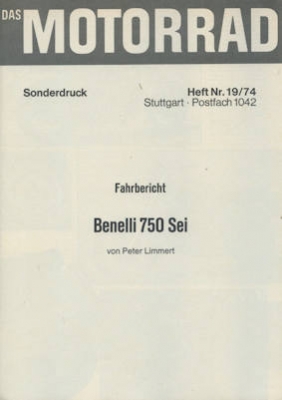 DAS MOTORRAD
Sonderdruck Heft Nr. 19/74
Stuttgart · Postfach 1042
Fahrbericht
Benelli 750 Sei
von Peter Limmert